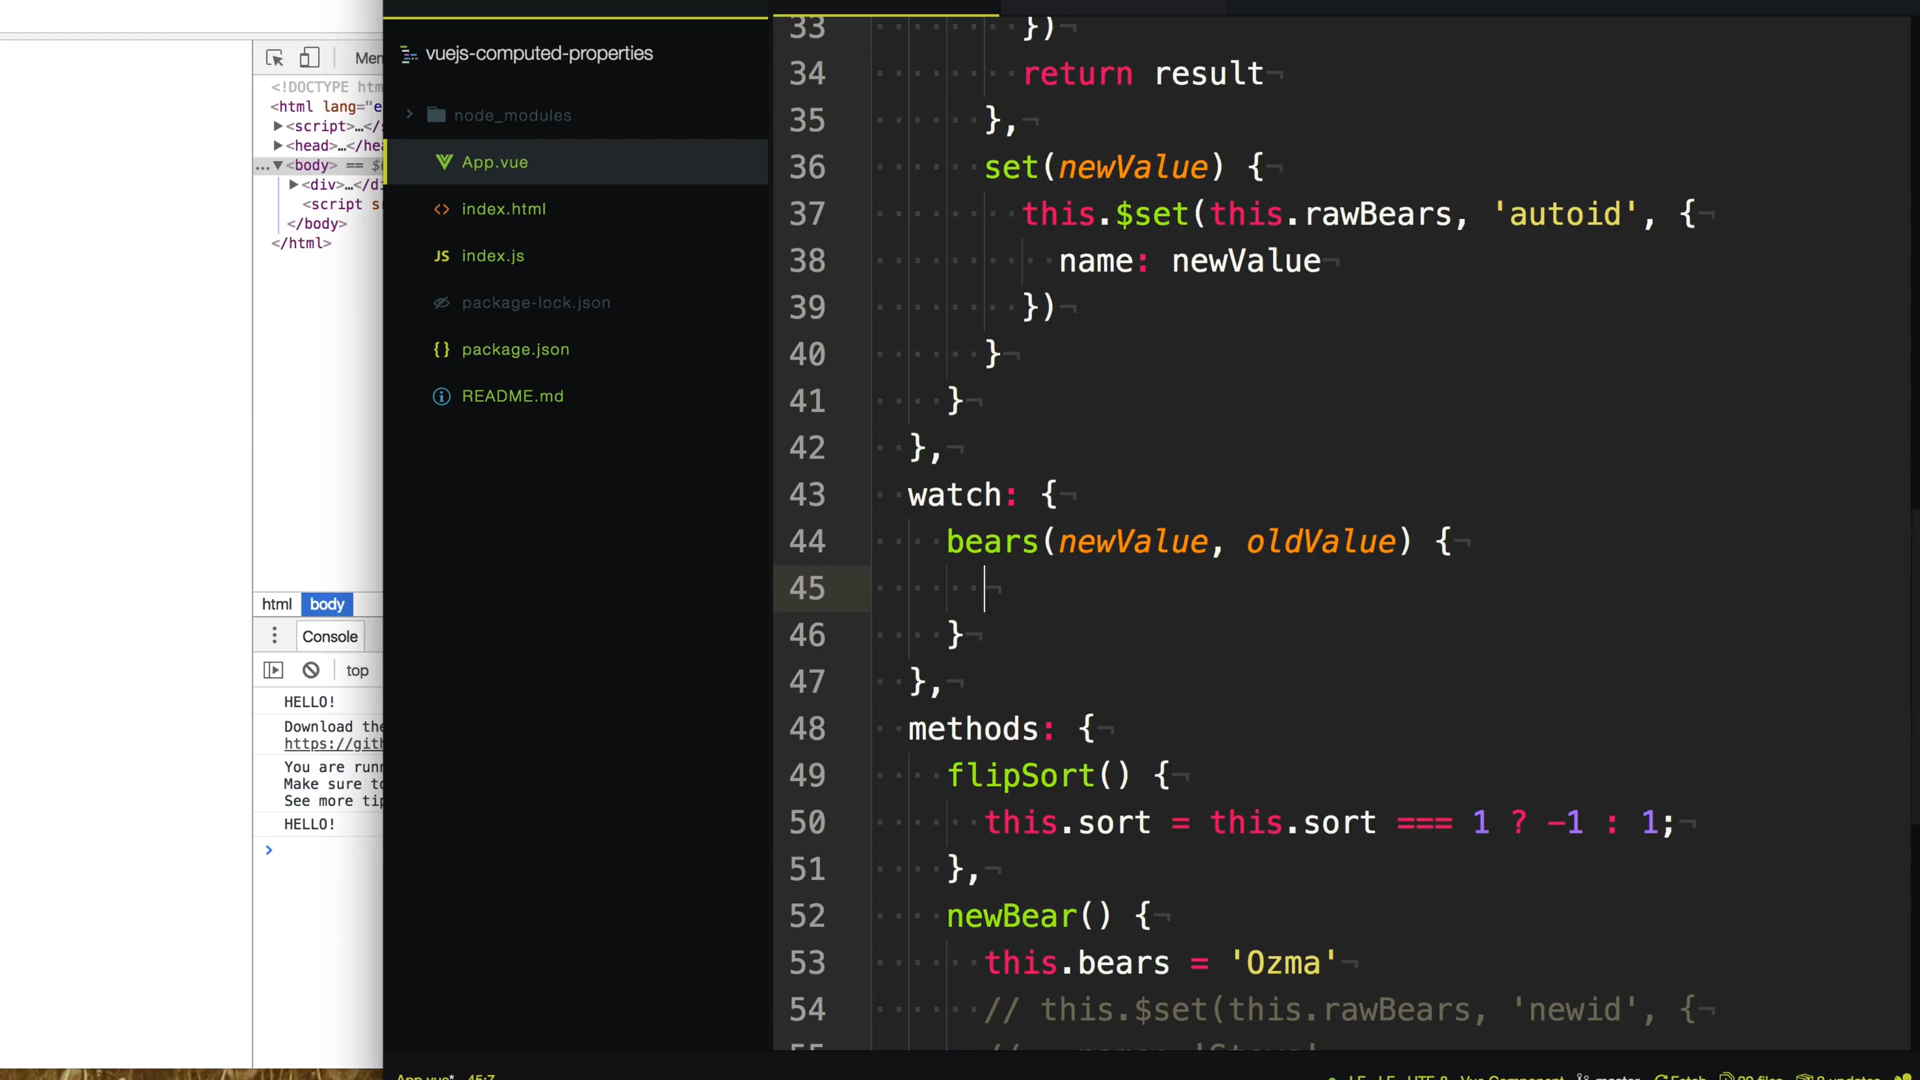 Mem
<!DOCTYPE htm
<html lang="e
<script>…</s
<head>…</he
<body> == $
<div>…</di
<script sr
</body>
</html>
html body
Console
top
HELLO!
Download the
https://gith
You are runn
Make sure to
See more tip
HELLO!
>
vuejs-computed-properties
node_modules
App.vue
index.html
JS index.js
package-lock.json
{} package.json
README.md
33 })
34 return result
35 },
36 set(newValue) {
37 this.$set(this.rawBears, 'autoid', {
38 name: newValue
39 })
40 }
41 }
42 },
43 watch: {
44 bears(newValue, oldValue) {
45
46 }
47 },
48 methods: {
49 flipSort() {
50 this.sort = this.sort === 1 ? -1 : 1;
51 },
52 newBear() {
53 this.bears = 'Ozma'
54 // this.$set(this.rawBears, 'newid', {